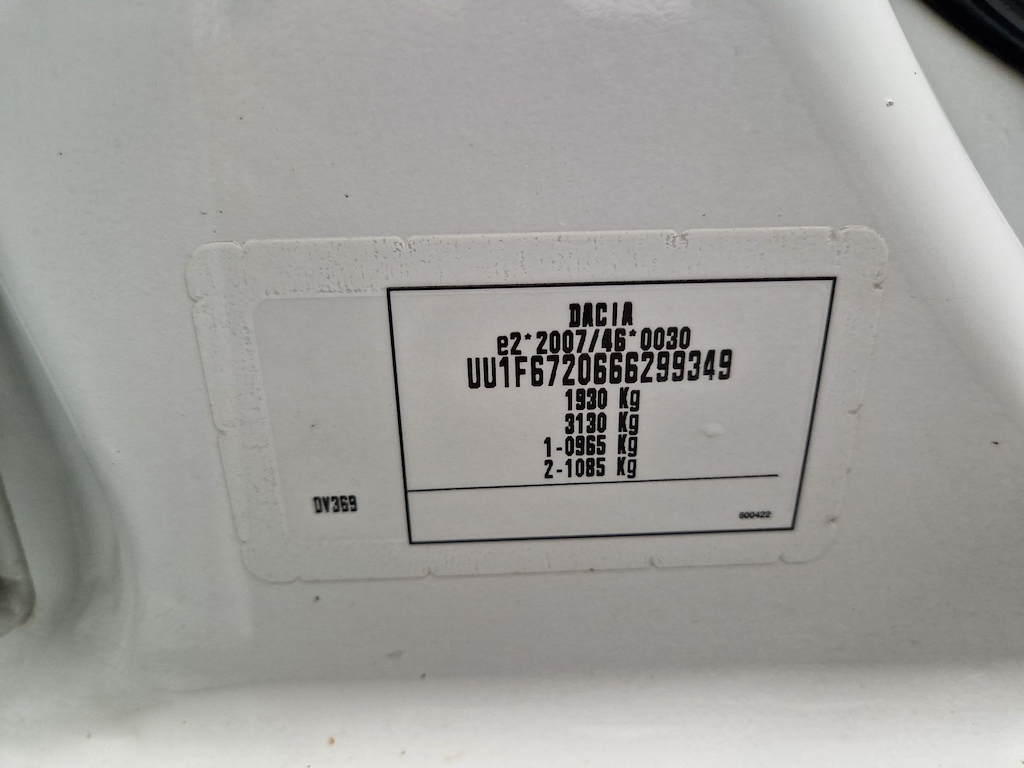 DACIA
e2*2007/46*0030
UU1F6720666299349
1930 Kg
3130 Kg
1-0965 Kg
2-1085 Kg
DV369
800422